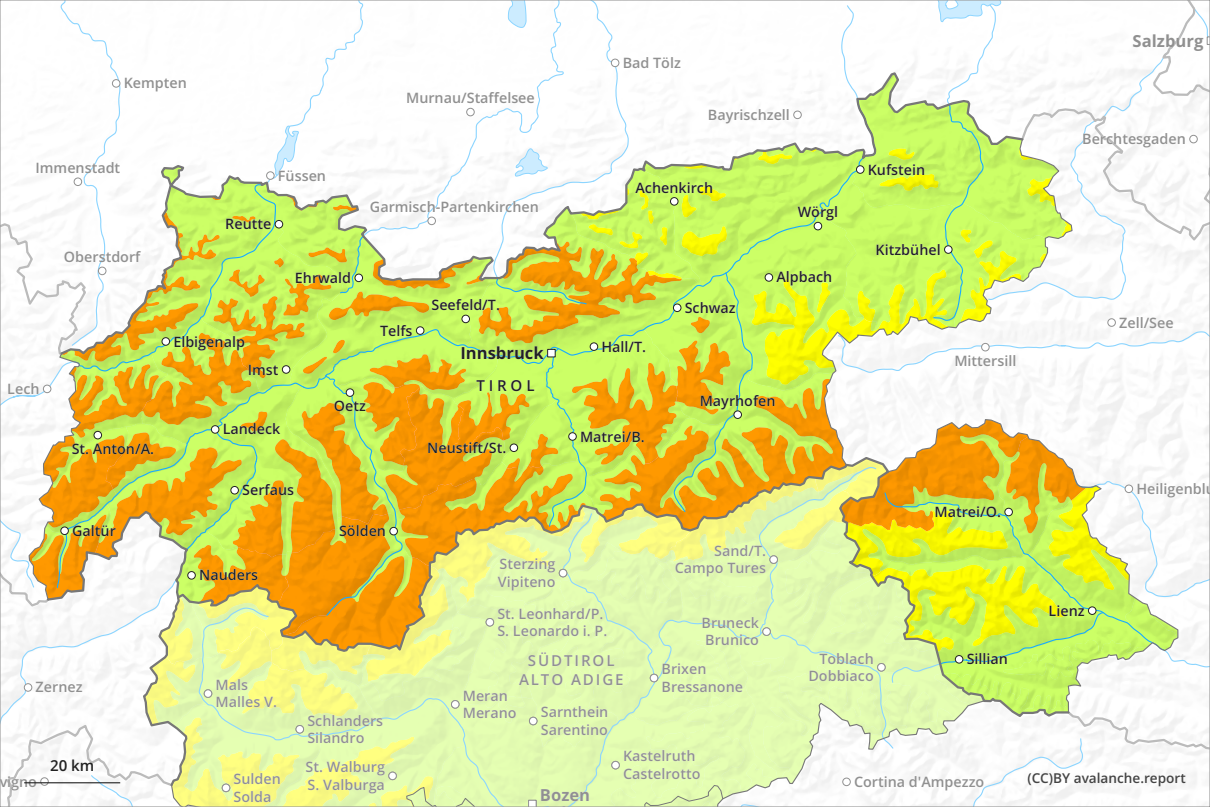 Salzburg
Kempten
Bad Tölz
Murnau/Staffelsee
Bayrischzell
Berchtesgaden
Immenstadt
Füssen
Kufstein
Achenkirch
Garmisch-Partenkirchen
Wörgl
Reutte
Oberstdorf
Kitzbühel
Ehrwald
Alpbach
Seefeld/T.
Schwaz
Telfs
Zell/See
Elbigenalp
Innsbruck
Hall/T.
Mittersill
Imst
TIROL
Lech
Oetz
Mayrhofen
Landeck
Matrei/B.
St. Anton/A.
Neustift/St.
Serfaus
Heiligenblu
Matrei/O.
Galtür
Sölden
Sand/T.
Campo Tures
Sterzing
Vipiteno
Nauders
St. Leonhard/P.
S. Leonardo i. P.
Lienz
Bruneck
Brunico
SÜDTIROL
ALTO ADIGE
Sillian
Toblach
Dobbiaco
Brixen
Bressanone
Zernez
Mals
Malles V.
Meran
Merano
Sarnthein
Sarentino
Schlanders
Silandro
Kastelruth
Castelrotto
20 km
St. Walburg
S. Valburga
vigno
Sulden
Solda
Cortina d'Ampezzo
(CC)BY avalanche.report
Bozen